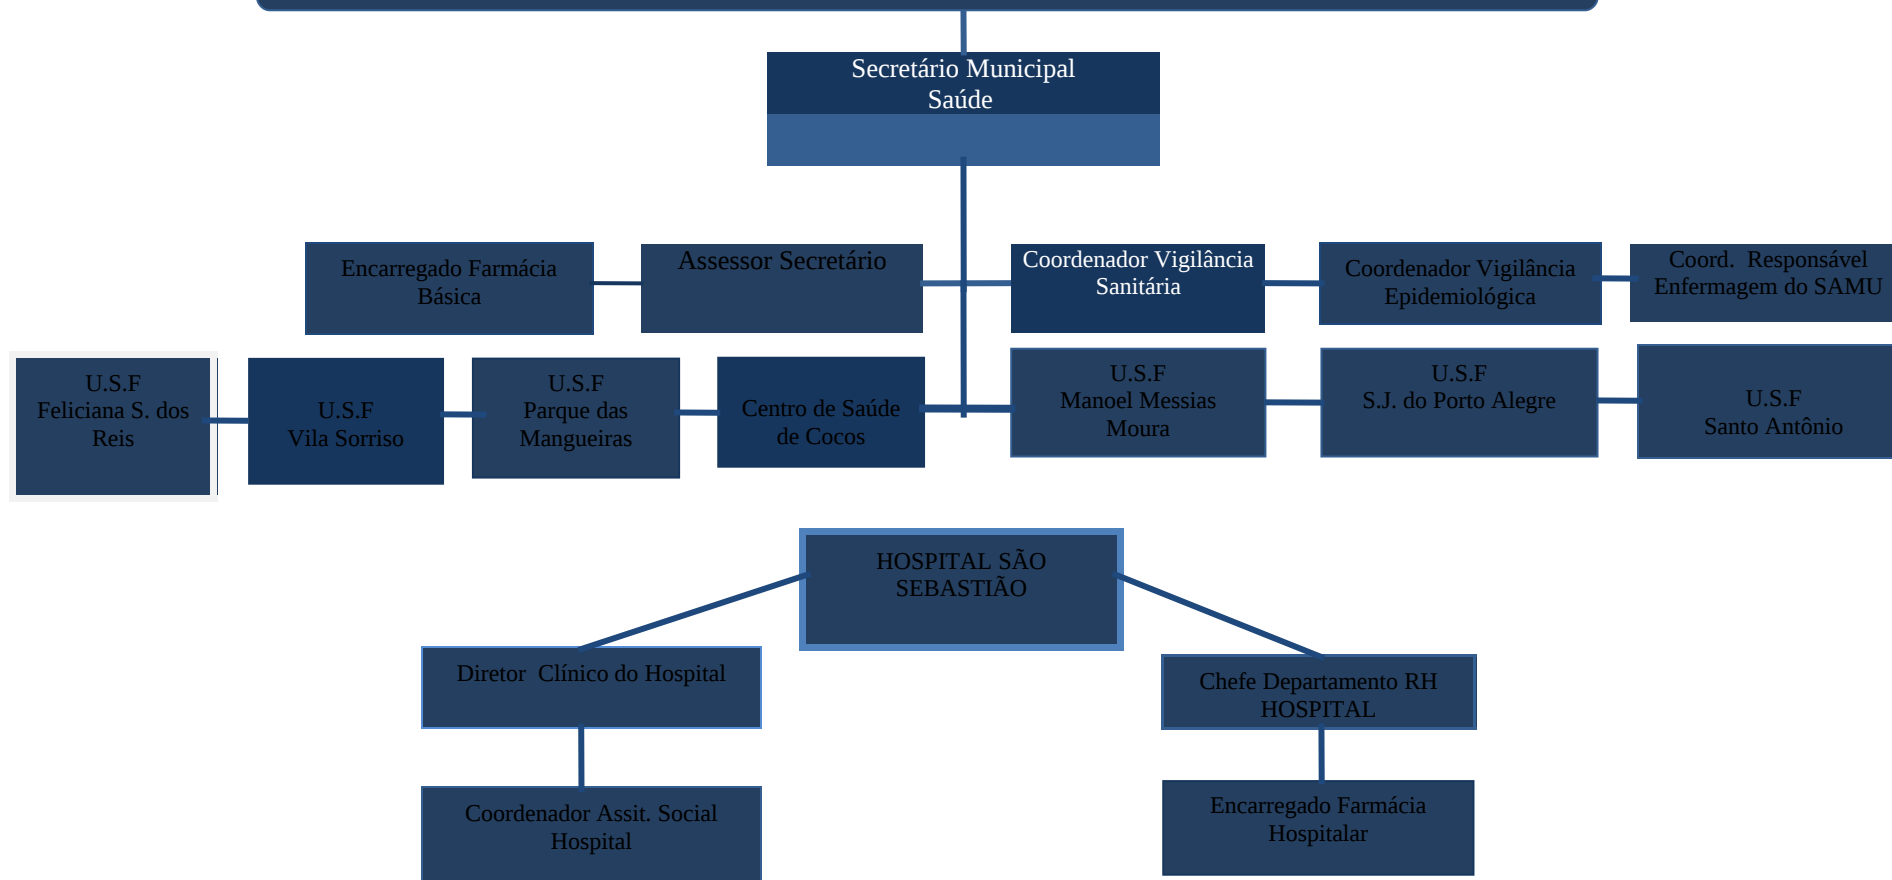 Secretário Municipal
Saúde
Encarregado Farmácia
Básica
Assessor Secretário
Coordenador Vigilância
Sanitária
Coordenador Vigilância
Epidemiológica
Coord.  Responsável
Enfermagem do SAMU
U.S.F
Feliciana S. dos
Reis
U.S.F
Vila Sorriso
U.S.F
Parque das
Mangueiras
Centro de Saúde
de Cocos
U.S.F
Manoel Messias
Moura
U.S.F
S.J. do Porto Alegre
U.S.F
Santo Antônio
HOSPITAL SÃO
SEBASTIÃO
Diretor  Clínico do Hospital
Chefe Departamento RH
HOSPITAL
Coordenador Assit. Social
Hospital
Encarregado Farmácia
Hospitalar